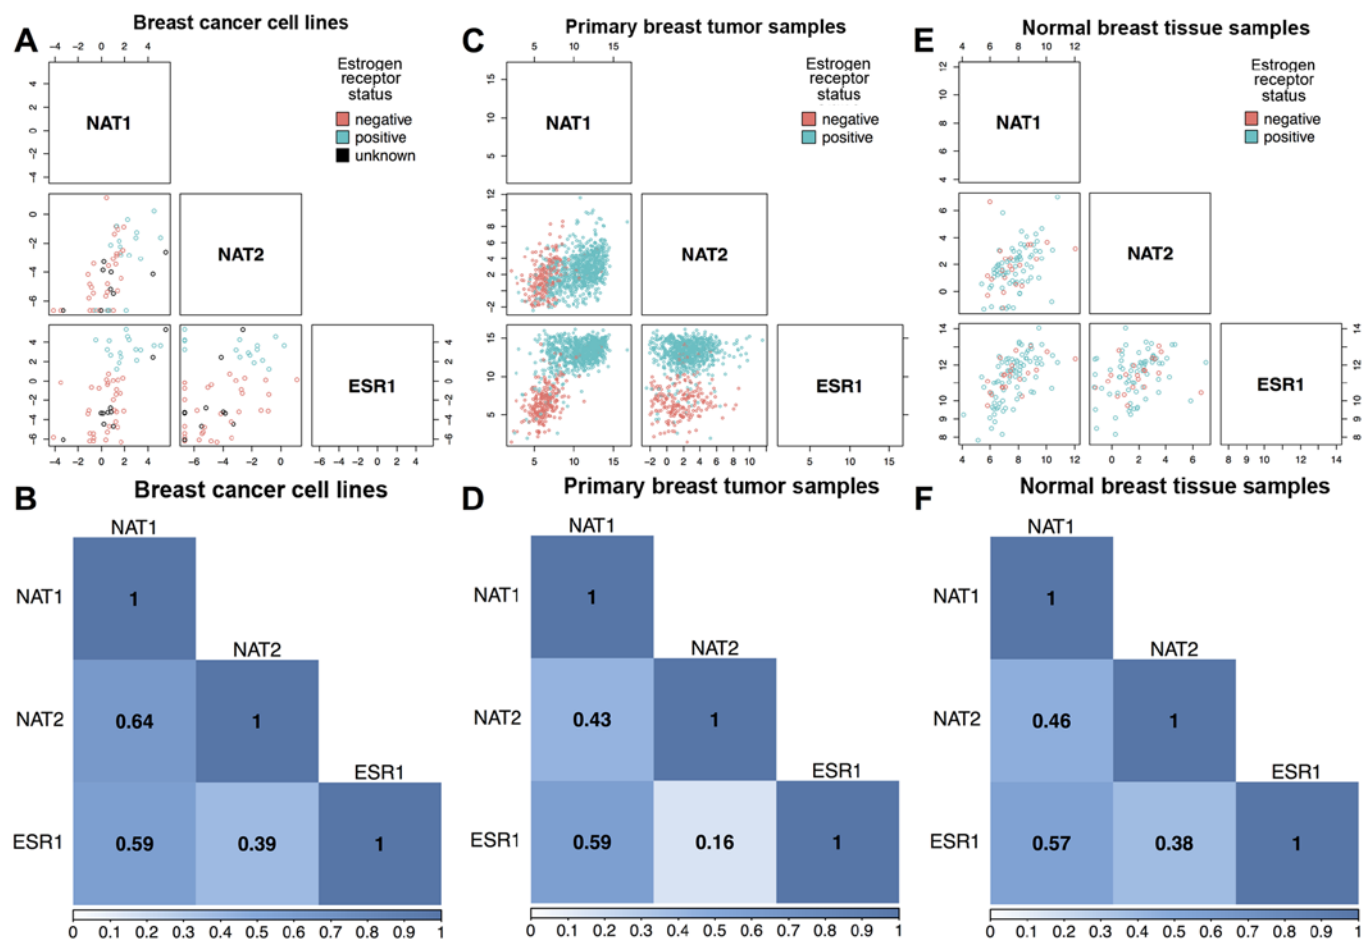 A
Breast cancer cell lines
−4 −2 0 2 4
Estrogen
receptor
status
negative
positive
unknown
NAT1
4
2
0
−2
−4
NAT2
0
−2
−4
−6
ESR1
4
2
0
−2
−4
−6
4
2
0
−2
−4
−6
−4 −2 0 2 4
−6 −4 −2 0
−6 −4 −2 0 2 4
C
Primary breast tumor samples
5 10 15
Estrogen
receptor
status
negative
positive
NAT1
15
10
5
NAT2
12
8
6
4
2
−2
ESR1
15
10
5
5 10 15
−2 0 2 4 6 8 10
5 10 15
E
Normal breast tissue samples
4 6 8 10 12
Estrogen
receptor
status
negative
positive
NAT1
12
10
8
6
4
NAT2
6
4
2
0
ESR1
14
12
11
10
9
8
14
12
10
9
8
4 6 8 10 12
0 2 4 6
8 9 10 12 14
B
Breast cancer cell lines
NAT1
NAT1 1
NAT2
NAT2 0.64 1
ESR1
ESR1 0.59 0.39 1
0 0.1 0.2 0.3 0.4 0.5 0.6 0.7 0.8 0.9 1
D
Primary breast tumor samples
NAT1
NAT1 1
NAT2
NAT2 0.43 1
ESR1
ESR1 0.59 0.16 1
0 0.1 0.2 0.3 0.4 0.5 0.6 0.7 0.8 0.9 1
F
Normal breast tissue samples
NAT1
NAT1 1
NAT2
NAT2 0.46 1
ESR1
ESR1 0.57 0.38 1
0 0.1 0.2 0.3 0.4 0.5 0.6 0.7 0.8 0.9 1